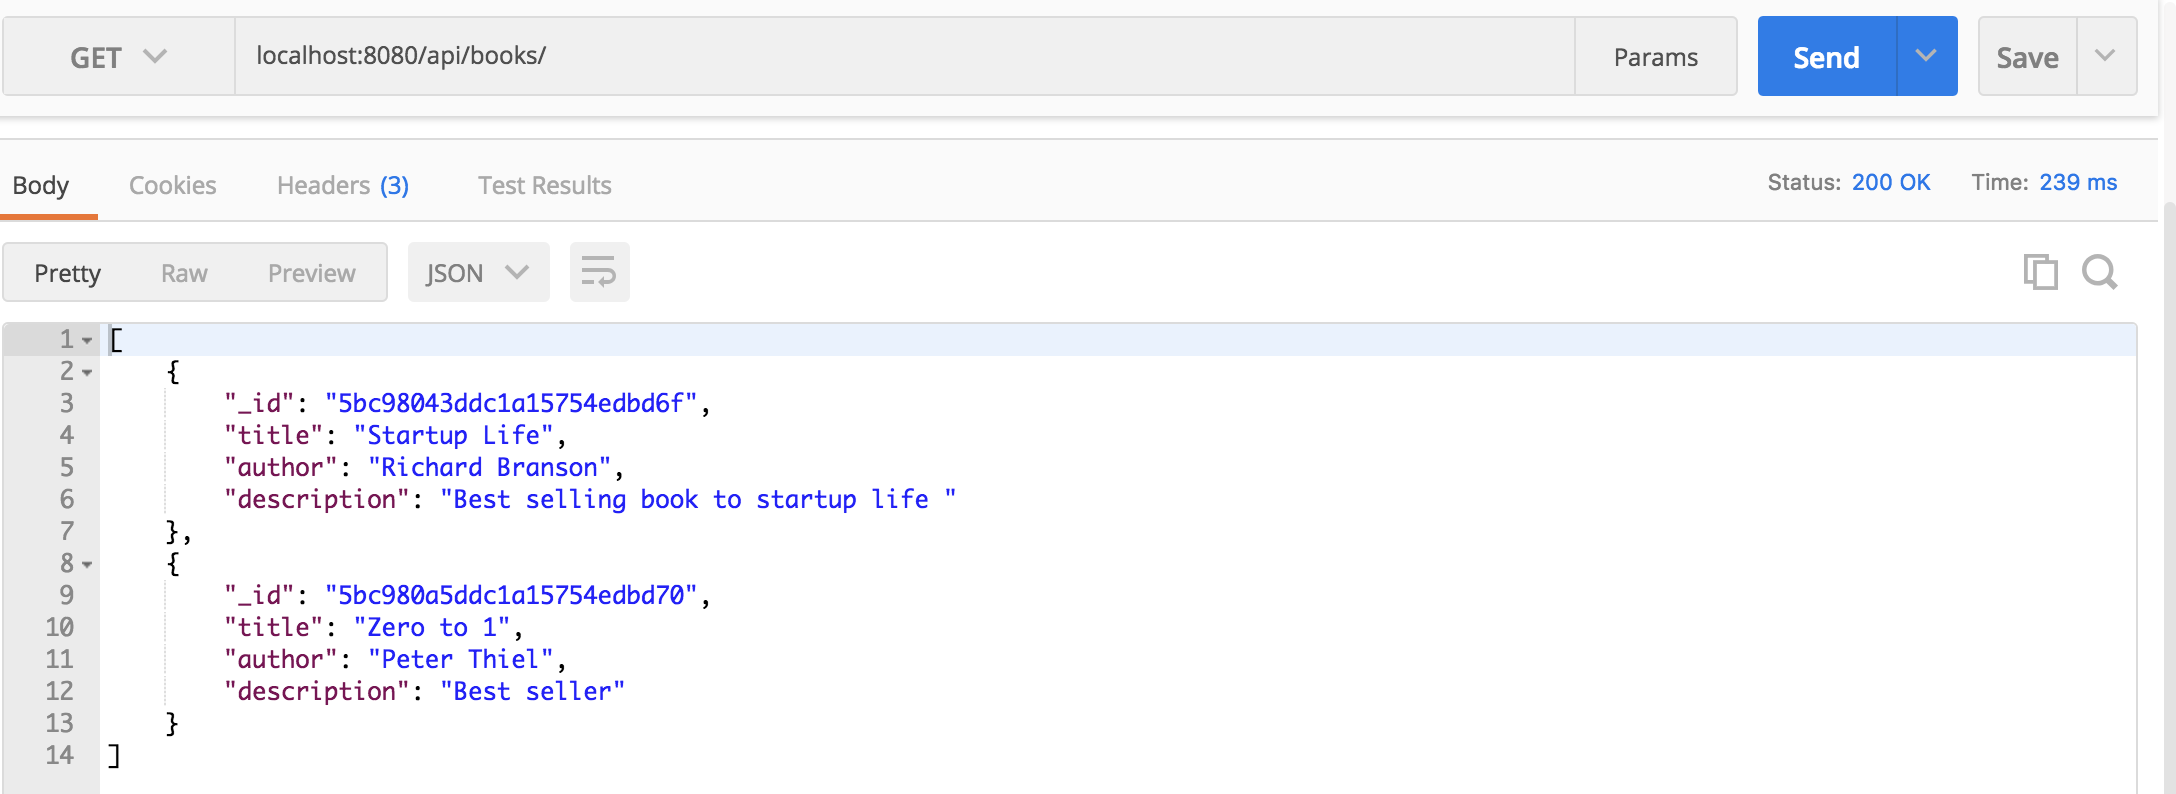 GET localhost:8080/api/books/ Params Send Save
Body Cookies Headers (3) Test Results Status: 200 OK Time: 239 ms
Pretty Raw Preview JSON
1 [
2 {
3 "_id": "5bc98043ddc1a15754edbd6f",
4 "title": "Startup Life",
5 "author": "Richard Branson",
6 "description": "Best selling book to startup life "
7 },
8 {
9 "_id": "5bc980a5ddc1a15754edbd70",
10 "title": "Zero to 1",
11 "author": "Peter Thiel",
12 "description": "Best seller"
13 }
14 ]